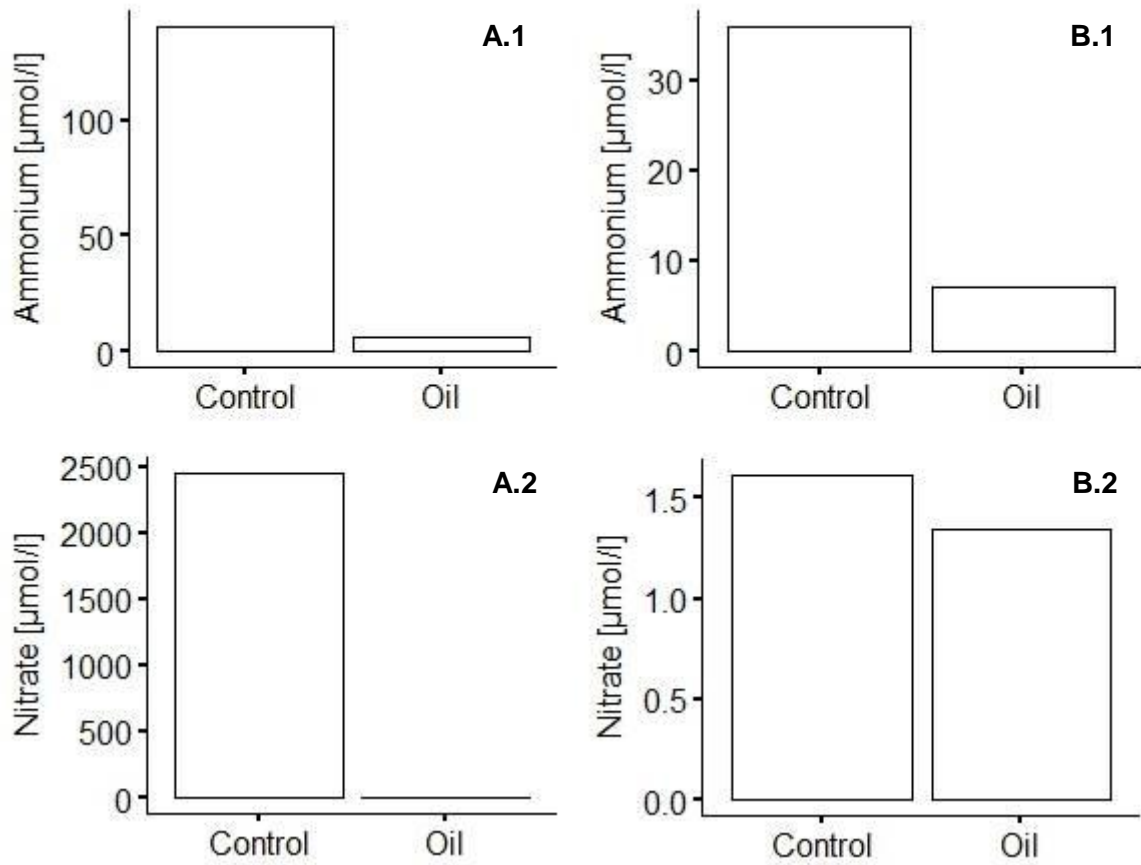 A.1
Ammonium [µmol/l]
100
50
0
Control Oil
B.1
Ammonium [µmol/l]
30
20
10
0
Control Oil
A.2
Nitrate [µmol/l]
2500
2000
1500
1000
500
0
Control Oil
B.2
Nitrate [µmol/l]
1.5
1.0
0.5
0.0
Control Oil